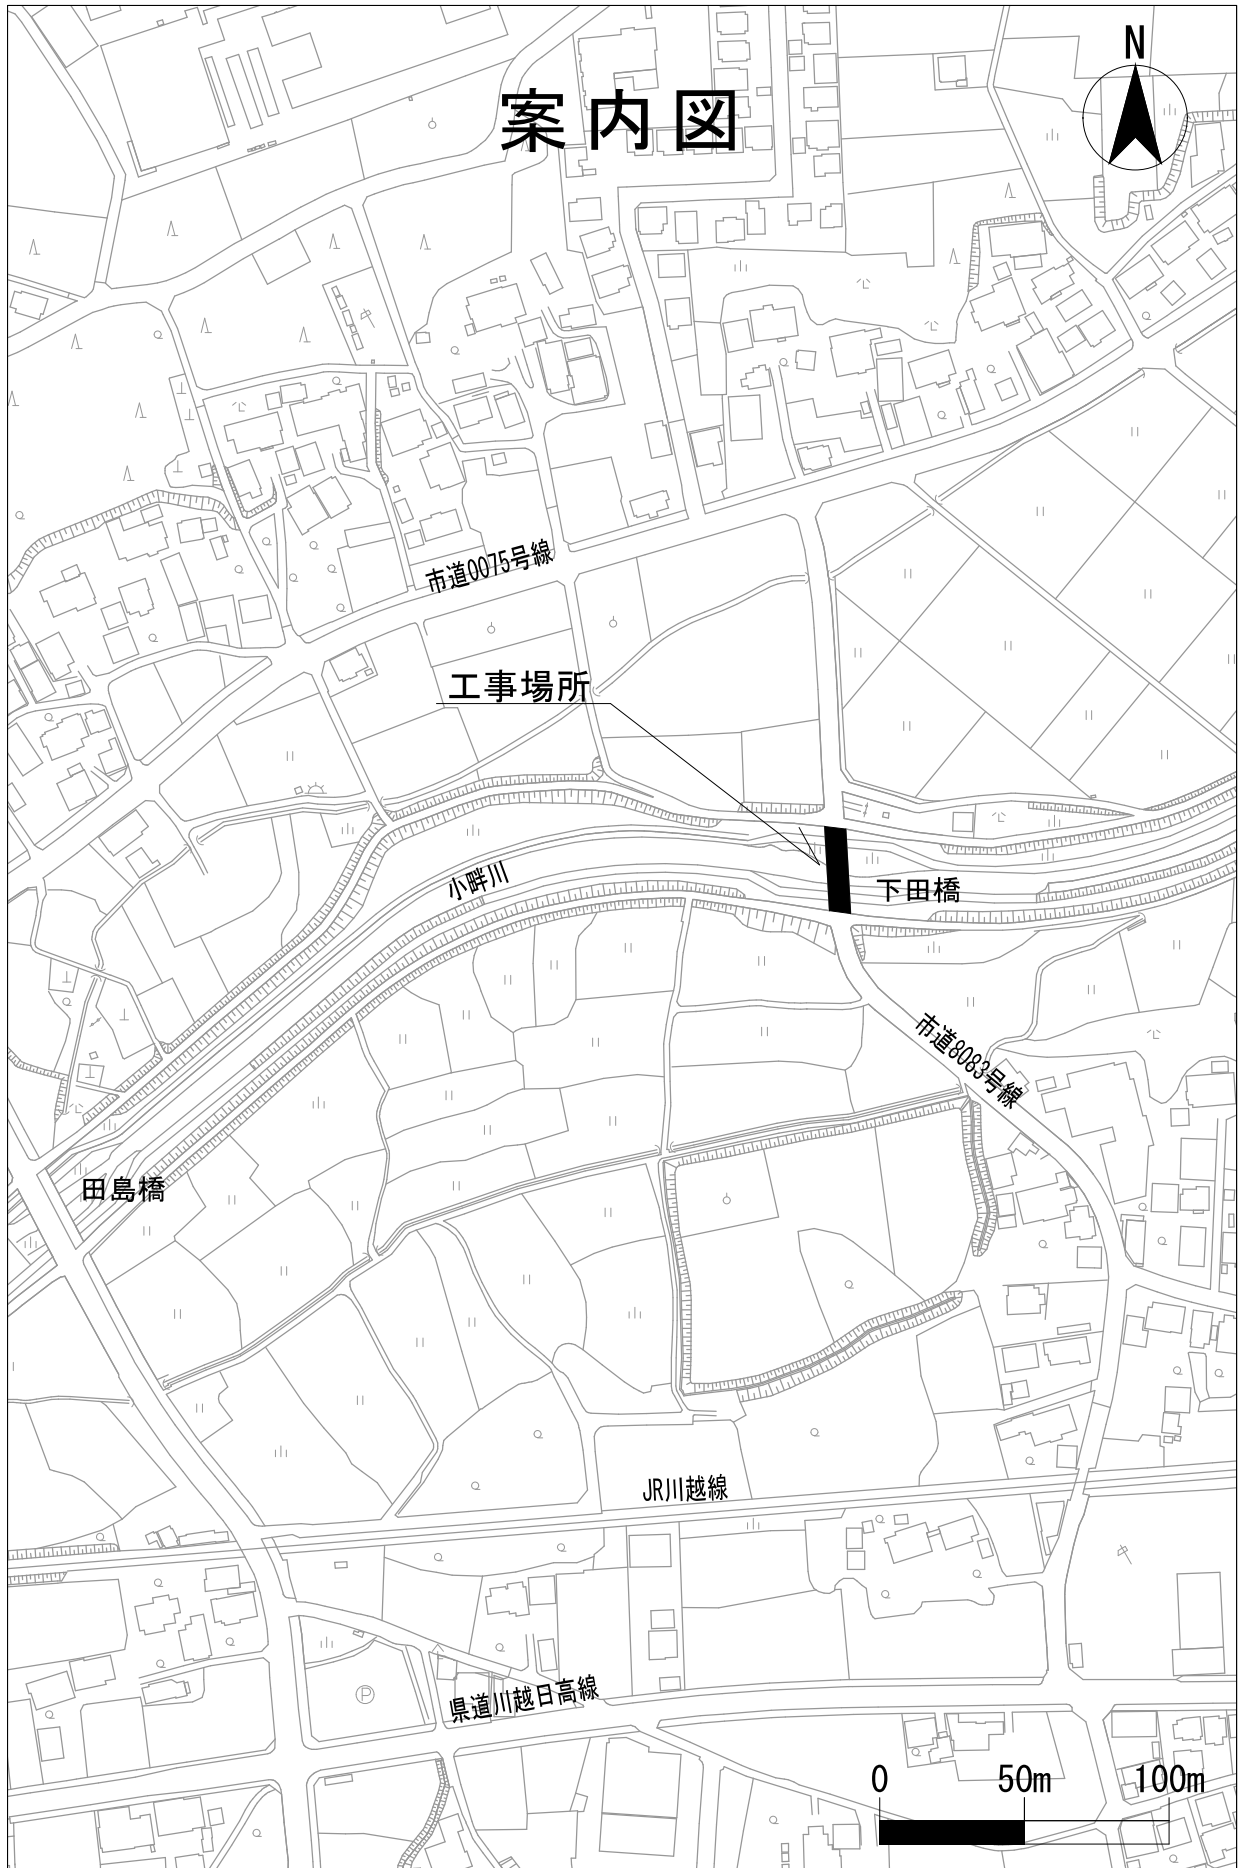 N
案内図
市道0075号線
工事場所
小畔川
下田橋
市道8083号線
田島橋
JR川越線
P
県道川越日高線
0 50m 100m